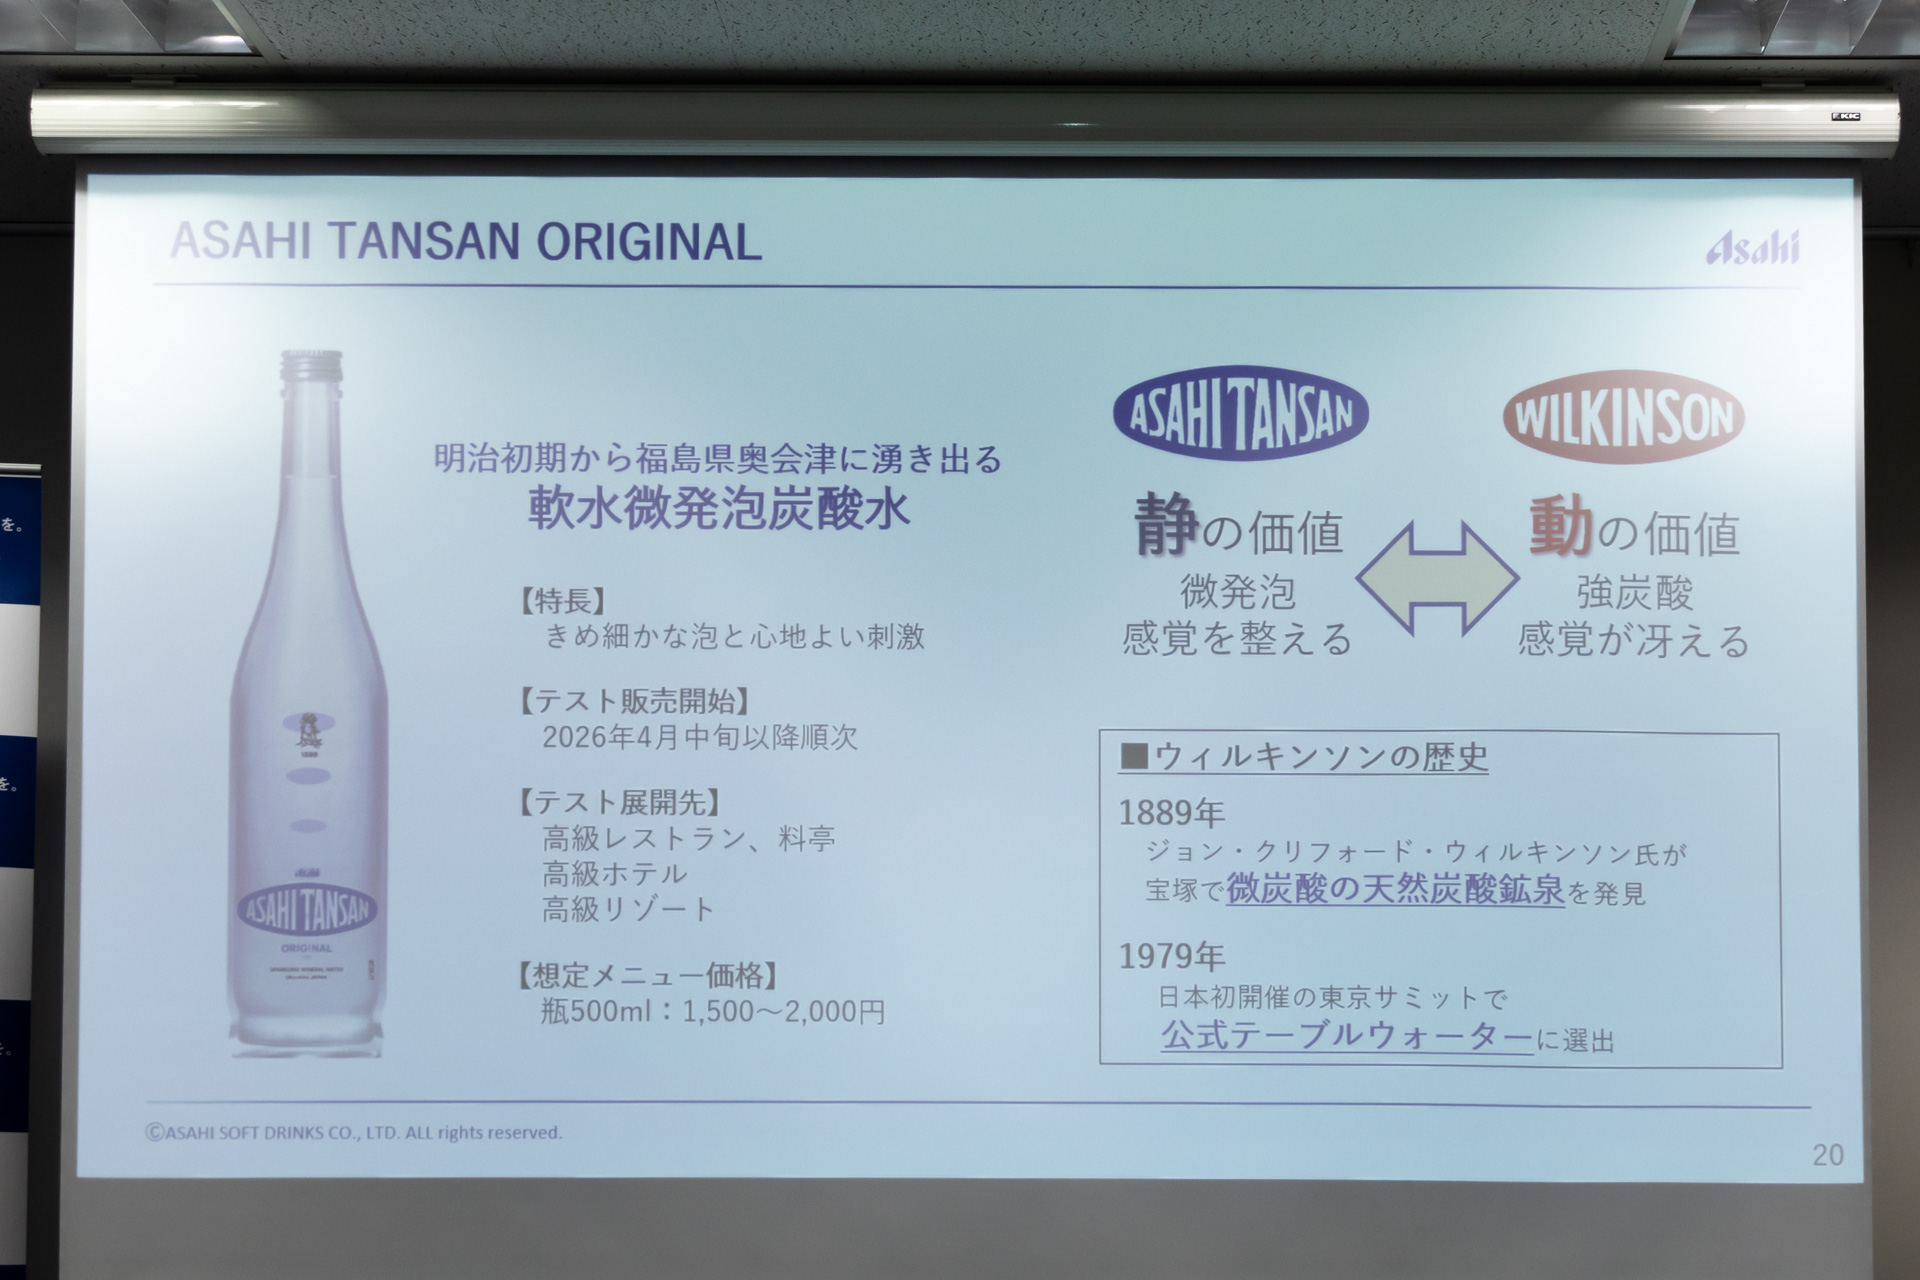 KIC
ASAHI TANSAN ORIGINAL
Asahi
明治初期から福島県奥会津に湧き出る
軟水微発泡炭酸水
【特長】
きめ細かな泡と心地よい刺激
【テスト販売開始】
2026年4月中旬以降順次
【テスト展開先】
高級レストラン、料亭
高級ホテル
高級リゾート
【想定メニュー価格】
瓶500ml：1,500～2,000円
Asahi
ASAHI TANSAN
ORIGINAL
ASAHI TANSAN
静の価値
微発泡
感覚を整える
WILKINSON
動の価値
強炭酸
感覚が冴える
■ウィルキンソンの歴史
1889年
ジョン・クリフォード・ウィルキンソン氏が
宝塚で微炭酸の天然炭酸鉱泉を発見
1979年
日本初開催の東京サミットで
公式テーブルウォーターに選出
©ASAHI SOFT DRINKS CO., LTD. ALL rights reserved.
20
を。
を。
を。